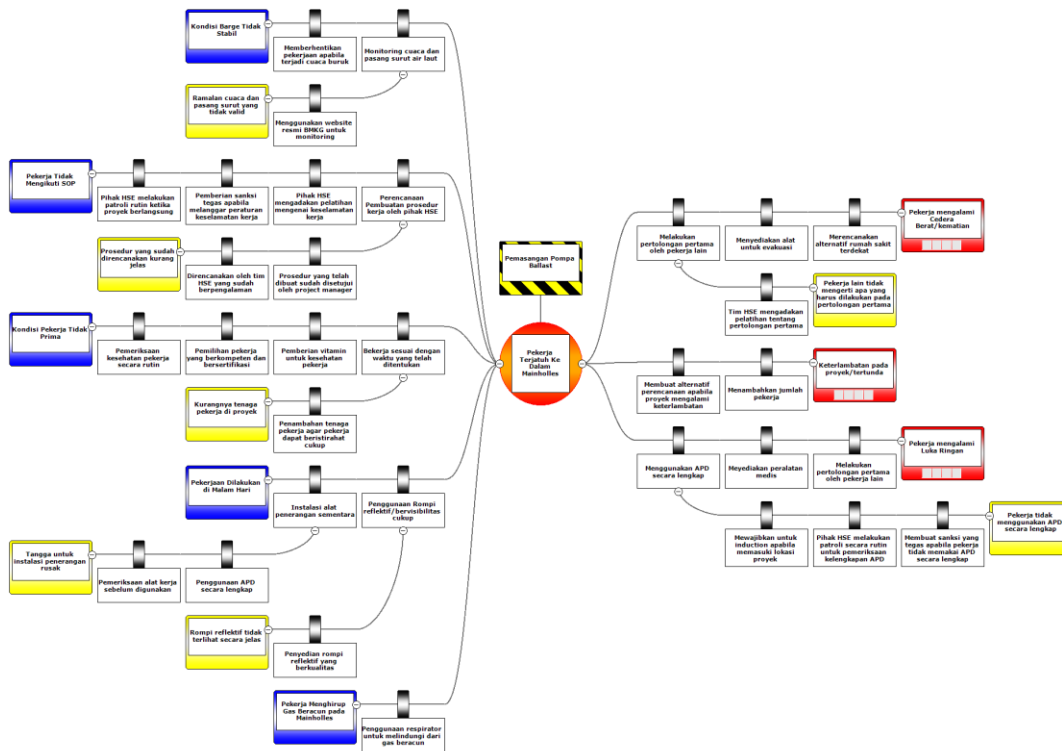 Kondisi Barge Tidak
Stabil
Memberhentikan
pekerjaan apabila
terjadi cuaca buruk
Monitoring cuaca dan
pasang surut air laut
Ramalan cuaca dan
pasang surut yang
tidak valid
Menggunakan website
resmi BMKG untuk
monitoring
Pekerja Tidak
Mengikuti SOP
Pihak HSE melakukan
patroli rutin ketika
proyek berlangsung
Pemberian sanksi
tegas apabila
melanggar peraturan
keselamatan kerja
Pihak HSE
mengadakan pelatihan
mengenai keselamatan
kerja
Perencanaan
Pembuatan prosedur
kerja oleh pihak HSE
Prosedur yang sudah
direncanakan kurang
jelas
Direncanakan oleh tim
HSE yang sudah
berpengalaman
Prosedur yang telah
dibuat sudah disetujui
oleh project manager
Kondisi Pekerja Tidak
Prima
Pemeriksaan
kesehatan pekerja
secara rutin
Pemilihan pekerja
yang berkompeten dan
bersertifikasi
Pemberian vitamin
untuk kesehatan
pekerja
Bekerja sesuai dengan
waktu yang telah
ditentukan
Kurangnya tenaga
pekerja di proyek
Penambahan tenaga
pekerja agar pekerja
dapat beristirahat
cukup
Pekerjaan Dilakukan
di Malam Hari
Instalasi alat
penerangan sementara
Penggunaan Rompi
reflektif/bervisibilitas
cukup
Tangga untuk
instalasi penerangan
rusak
Pemeriksaan alat kerja
sebelum digunakan
Penggunaan APD
secara lengkap
Rompi reflektif tidak
terlihat secara jelas
Penyedian rompi
reflektif yang
berkualitas
Pekerja Menghirup
Gas Beracun pada
Mainholles
Penggunaan respirator
untuk melindungi dari
gas beracun
Pemasangan Pompa
Ballast
Pekerja
Terjatuh Ke
Dalam
Mainholles
Melakukan
pertolongan pertama
oleh pekerja lain
Menyediakan alat
untuk evakuasi
Merencanakan
alternatif rumah sakit
terdekat
Pekerja mengalami
Cedera
Berat/kematian
Tim HSE mengadakan
pelatihan tentang
pertolongan pertama
Pekerja lain tidak
mengerti apa yang
harus dilakukan pada
pertolongan pertama
Membuat alternatif
perencanaan apabila
proyek mengalami
keterlambatan
Menambahkan jumlah
pekerja
Keterlambatan pada
proyek/tertunda
Menggunakan APD
secara lengkap
Meyediakan peralatan
medis
Melakukan
pertolongan pertama
oleh pekerja lain
Pekerja mengalami
Luka Ringan
Mewajibkan untuk
induction apabila
memasuki lokasi
proyek
Pihak HSE melakukan
patroli secara rutin
untuk pemeriksaan
kelengkapan APD
Membuat sanksi yang
tegas apabila pekerja
tidak memakai APD
secara lengkap
Pekerja tidak
menggunakan APD
secara lengkap